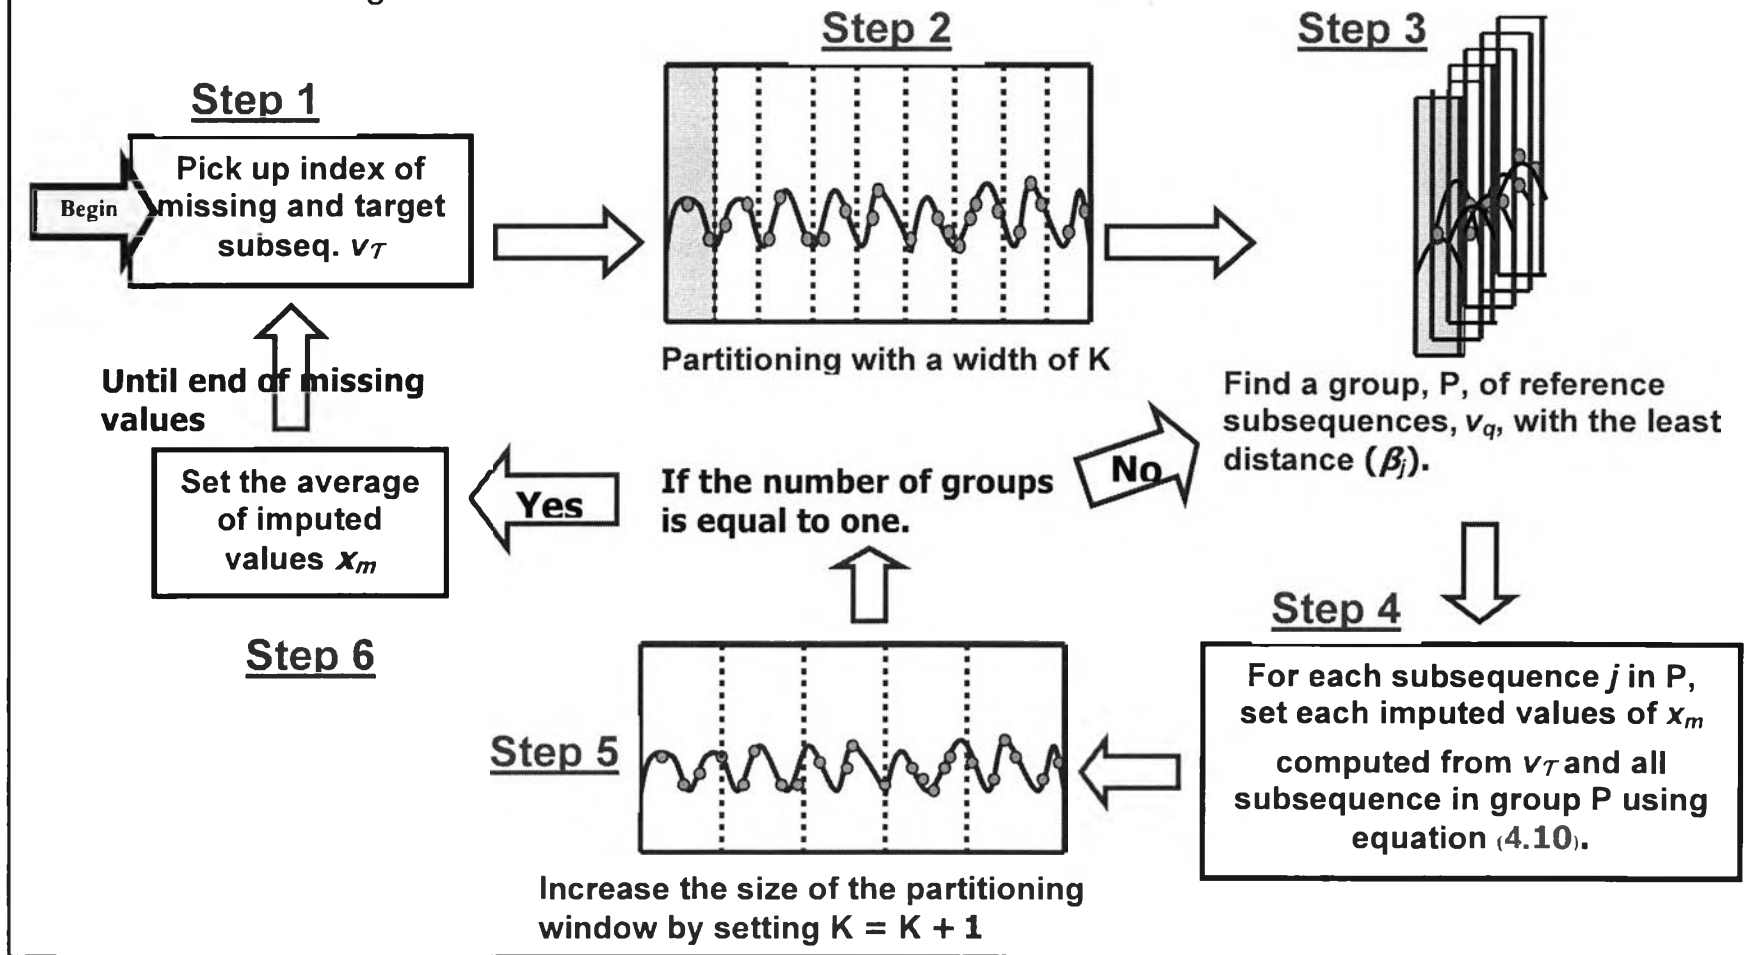 Step 1
Begin
Pick up index of
missing and target
subseq. v𝒯
Step 2
Partitioning with a width of K
Step 3
Find a group, P, of reference
subsequences, vq, with the least
distance (βj).
Step 4
For each subsequence j in P,
set each imputed values of xm
computed from v𝒯 and all
subsequence in group P using
equation (4.10).
Step 5
Increase the size of the partitioning
window by setting K = K + 1
If the number of groups
is equal to one.
No
Yes
Set the average
of imputed
values xm
Step 6
Until end of missing
values